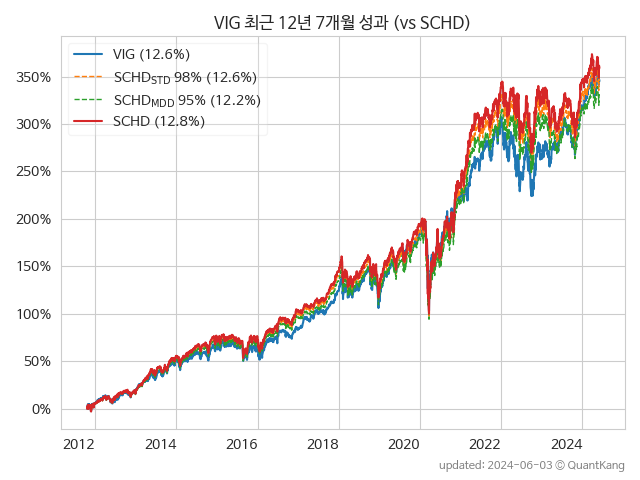 VIG 최근 12년 7개월 성과 (vs SCHD)
VIG (12.6%)
SCHD_STD 98% (12.6%)
SCHD_MDD 95% (12.2%)
SCHD (12.8%)
350%
300%
250%
200%
150%
100%
50%
0%
2012 2014 2016 2018 2020 2022 2024
updated: 2024-06-03 ⓒ QuantKang